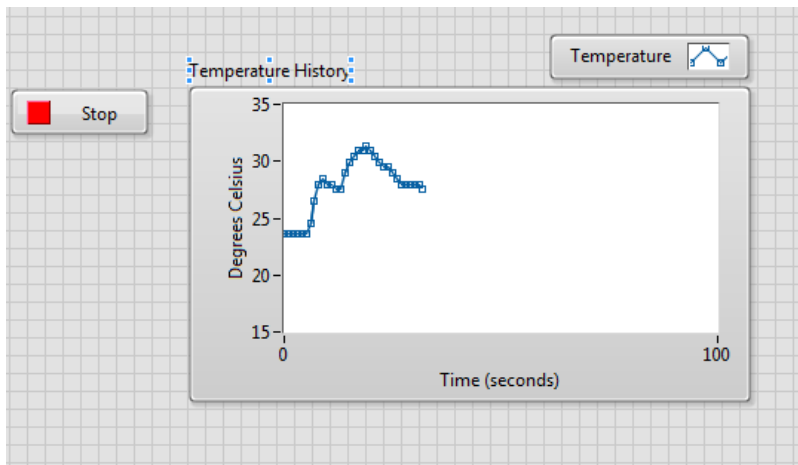 Temperature
Temperature History
Stop
35
30
25
20
15
Degrees Celsius
0
100
Time (seconds)